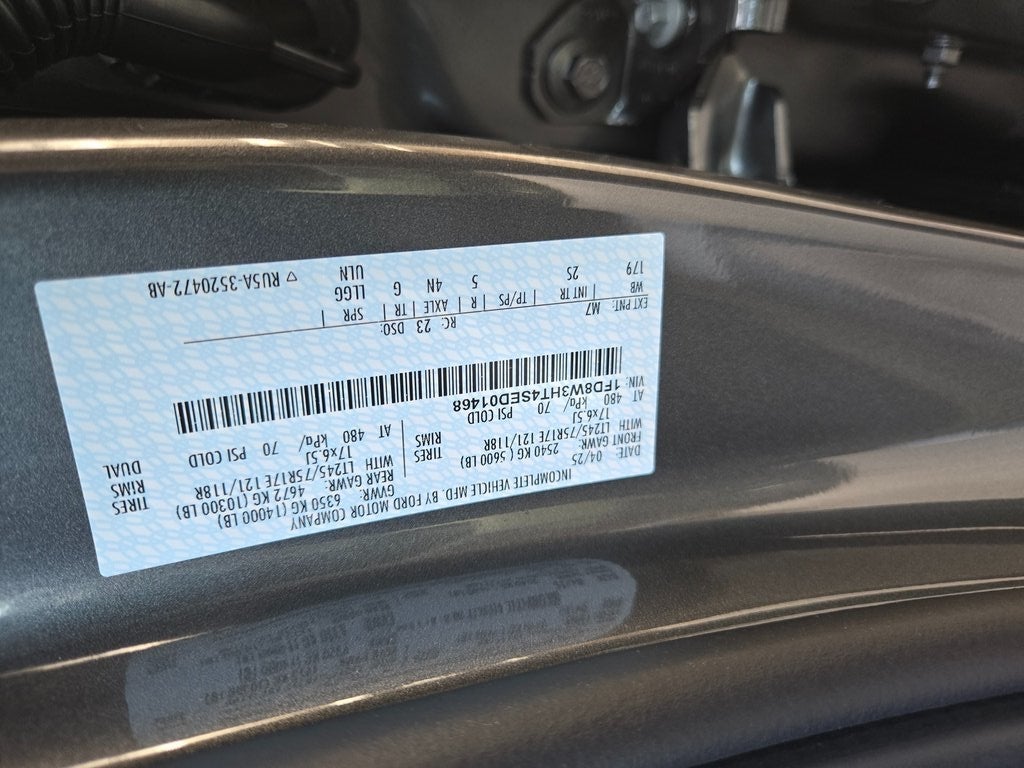 INCOMPLETE VEHICLE MFD. BY FORD MOTOR COMPANY
DATE: 04/25 GVWR: 6350 KG (14000 LB)
FRONT GAWR: 2540 KG (5600 LB) REAR GAWR: 4672 KG (10300 LB)
WITH LT245/75R17E 121/118R TIRES WITH LT245/75R17E 121/118R TIRES
17x6.5J RIMS 17x6.5J RIMS
AT 480 kPa/ 70 PSI COLD AT 480 kPa/ 70 PSI COLD DUAL
VIN: 1FD8W3HT4SED01468
EXT PNT: M7 RC: 23 DSO:
WB INT TR TP/PS R AXLE TR SPR
179 2S 5 4N G LLGG
ULN ▽ RU5A-3520472-AB